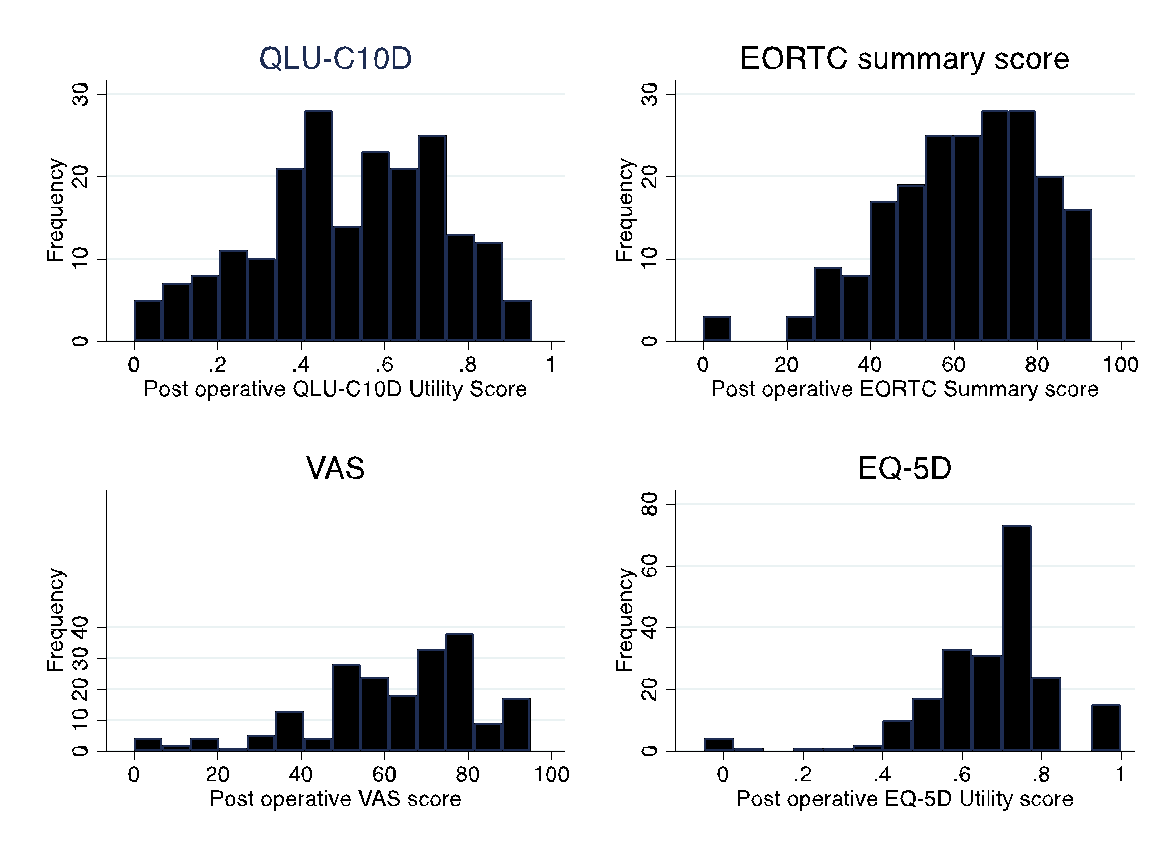 QLU-C10D
Frequency
0 10 20 30
0 .2 .4 .6 .8 1
Post operative QLU-C10D Utility Score
EORTC summary score
Frequency
0 10 20 30
0 20 40 60 80 100
Post operative EORTC Summary score
VAS
Frequency
0 10 20 30 40
0 20 40 60 80 100
Post operative VAS score
EQ-5D
Frequency
0 20 40 60 80
0 .2 .4 .6 .8 1
Post operative EQ-5D Utility score